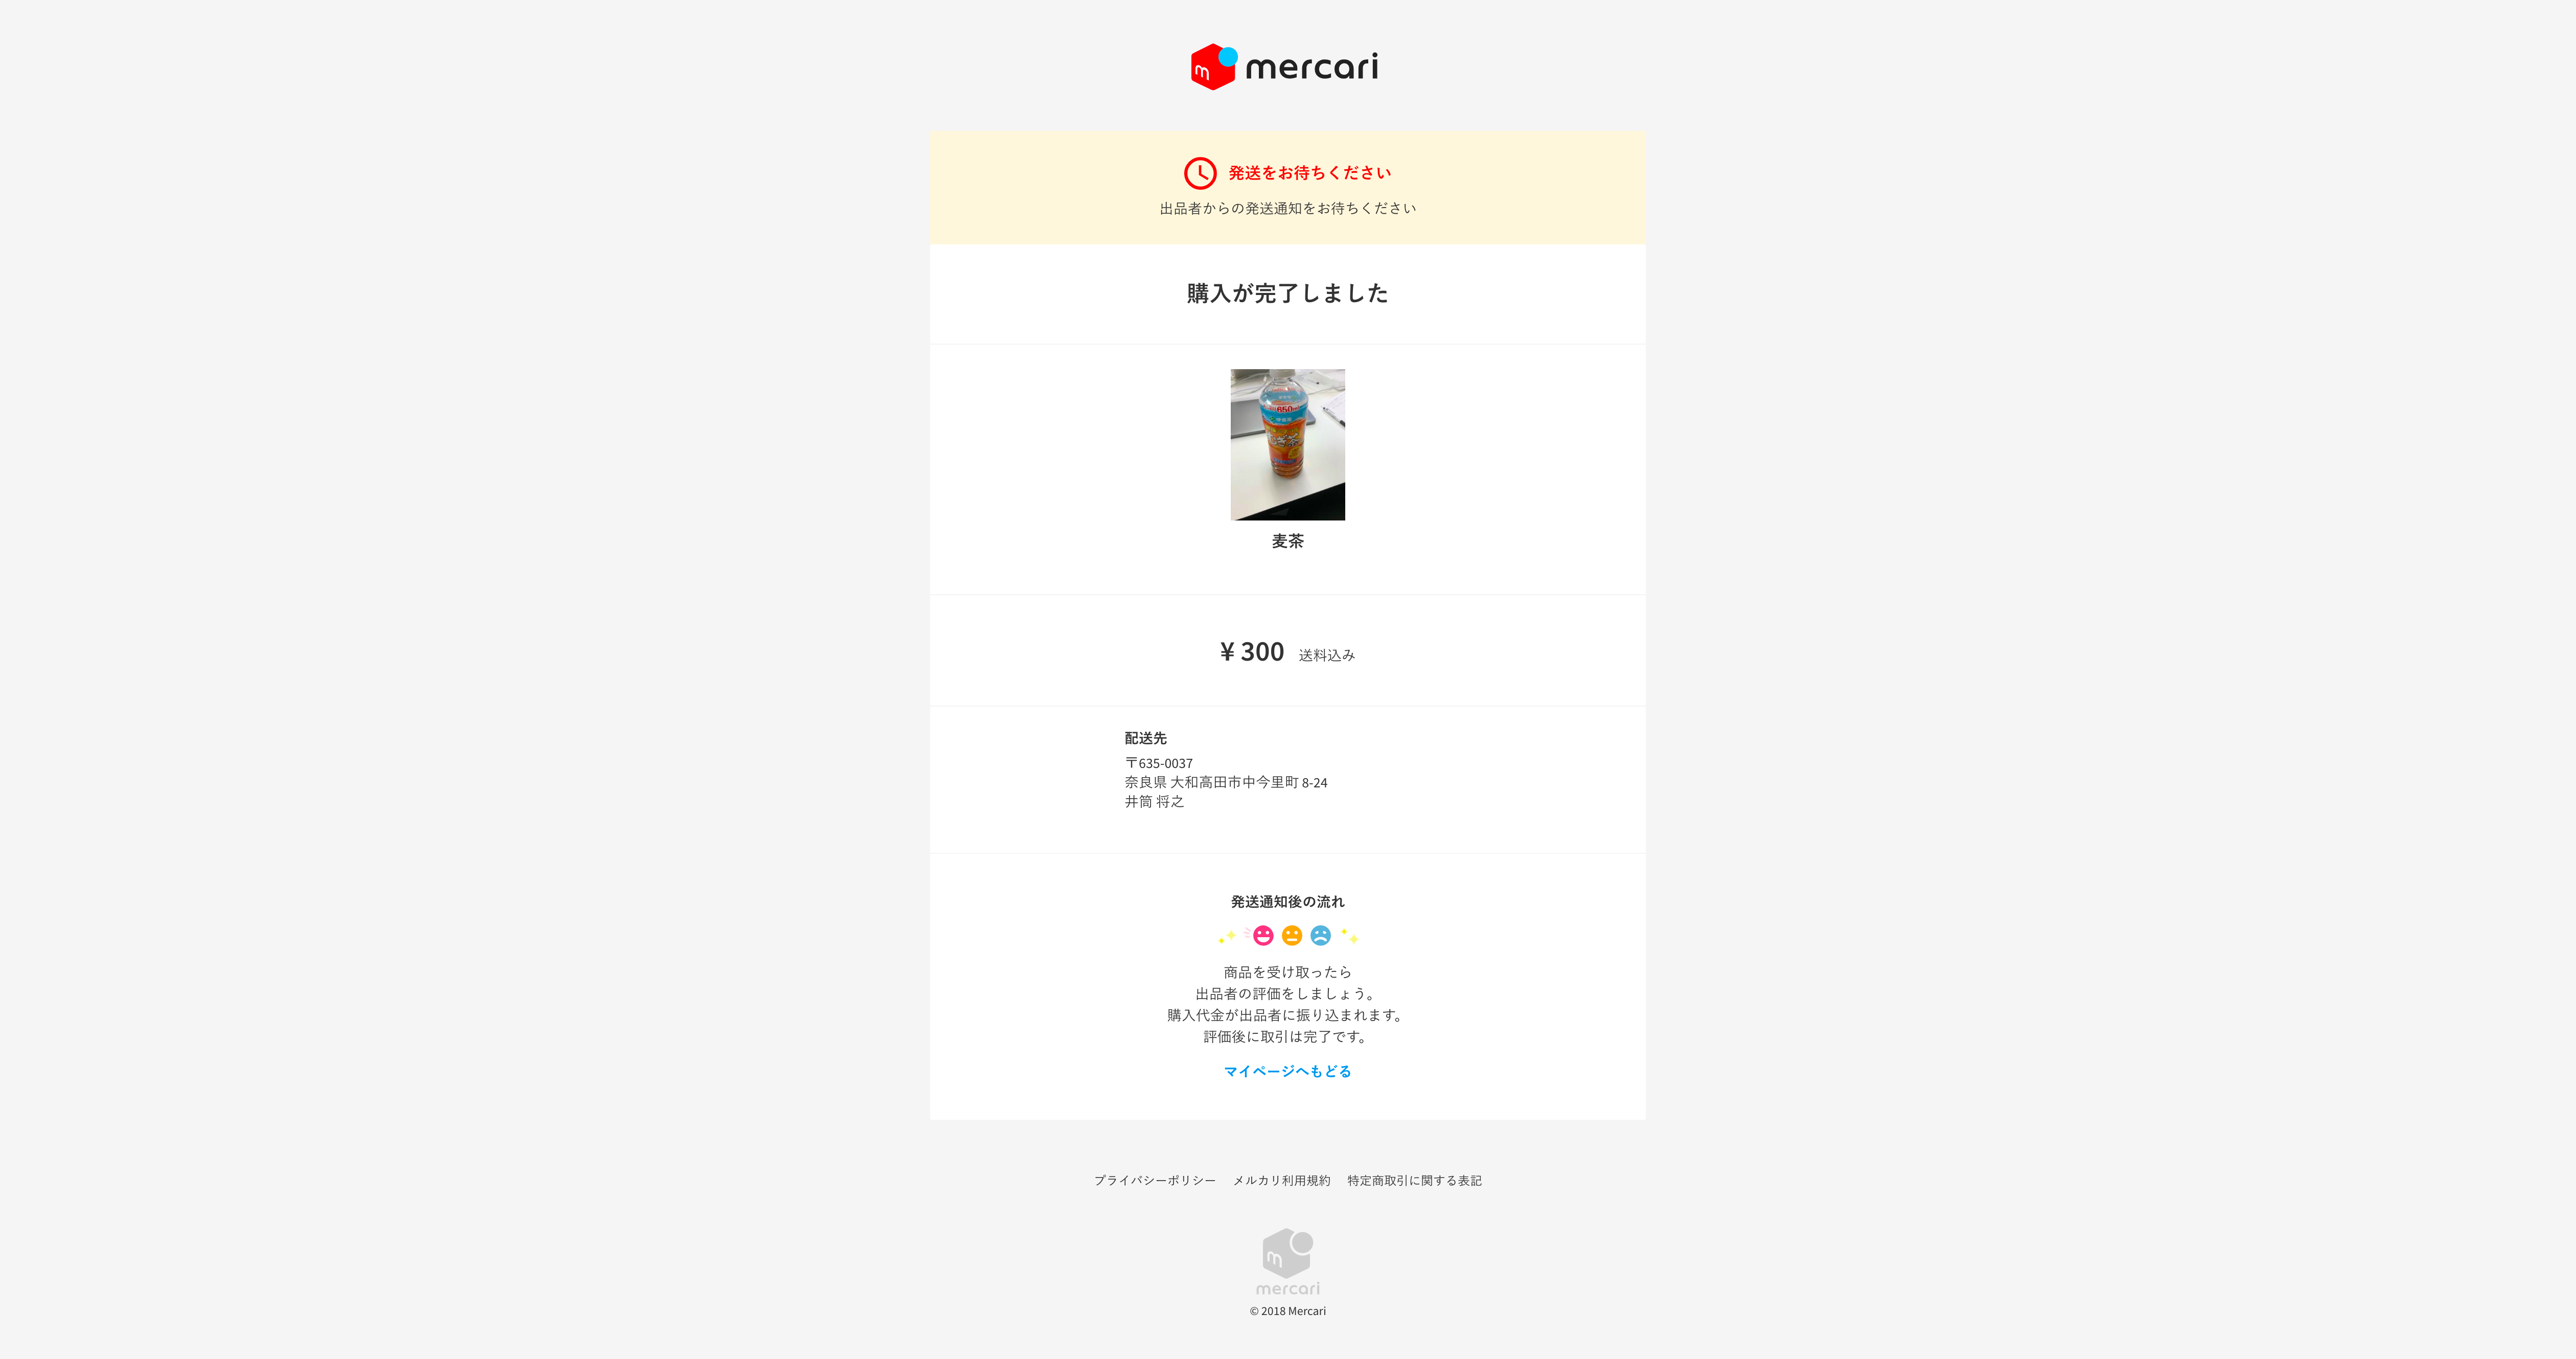 mercari
発送をお待ちください
出品者からの発送通知をお待ちください
購入が完了しました
650ml
麦茶
¥ 300 送料込み
配送先
〒635-0037
奈良県 大和高田市中今里町 8-24
井筒 将之
発送通知後の流れ
商品を受け取ったら
出品者の評価をしましょう。
購入代金が出品者に振り込まれます。
評価後に取引は完了です。
マイページへもどる
プライバシーポリシー メルカリ利用規約 特定商取引に関する表記
mercari
© 2018 Mercari